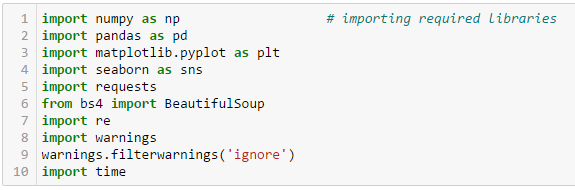 1 import numpy as np # importing required libraries
2 import pandas as pd
3 import matplotlib.pyplot as plt
4 import seaborn as sns
5 import requests
6 from bs4 import BeautifulSoup
7 import re
8 import warnings
9 warnings.filterwarnings('ignore')
10 import time